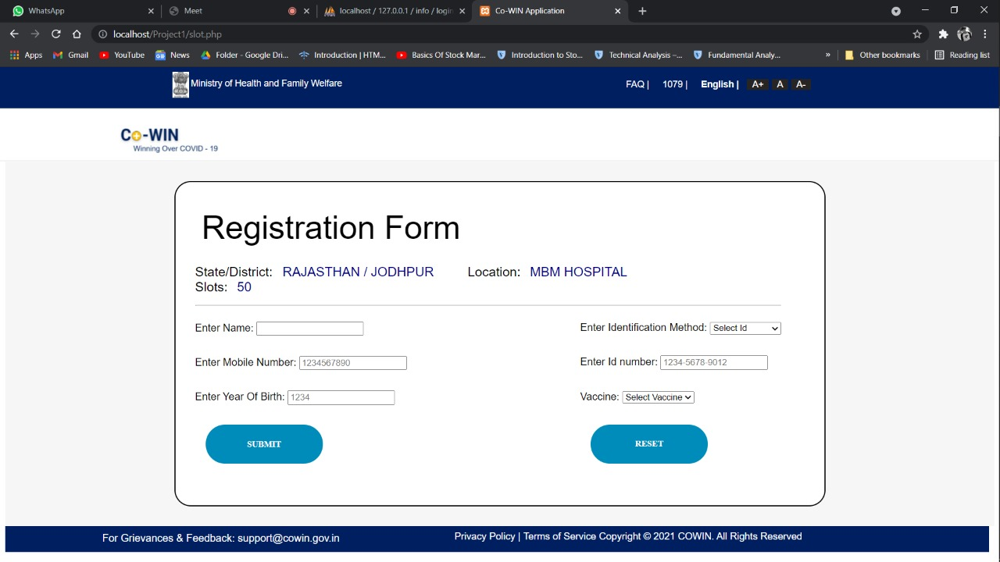 WhatsApp Meet localhost / 127.0.0.1 / info / login Co-WIN Application
localhost/Project1/slot.php
Apps Gmail YouTube News Folder - Google Dri... Introduction | HTM... Basics Of Stock Mar... Introduction to Sto... Technical Analysis –... Fundamental Analy... » Other bookmarks Reading list
Ministry of Health and Family Welfare FAQ | 1079 | English | A+ A A-
Co-WIN
Winning Over COVID - 19
Registration Form
State/District: RAJASTHAN / JODHPUR Location: MBM HOSPITAL
Slots: 50
Enter Name: Enter Identification Method: Select Id
Enter Mobile Number: 1234567890 Enter Id number: 1234-5678-9012
Enter Year Of Birth: 1234 Vaccine: Select Vaccine
SUBMIT RESET
For Grievances & Feedback: support@cowin.gov.in Privacy Policy | Terms of Service Copyright © 2021 COWIN. All Rights Reserved